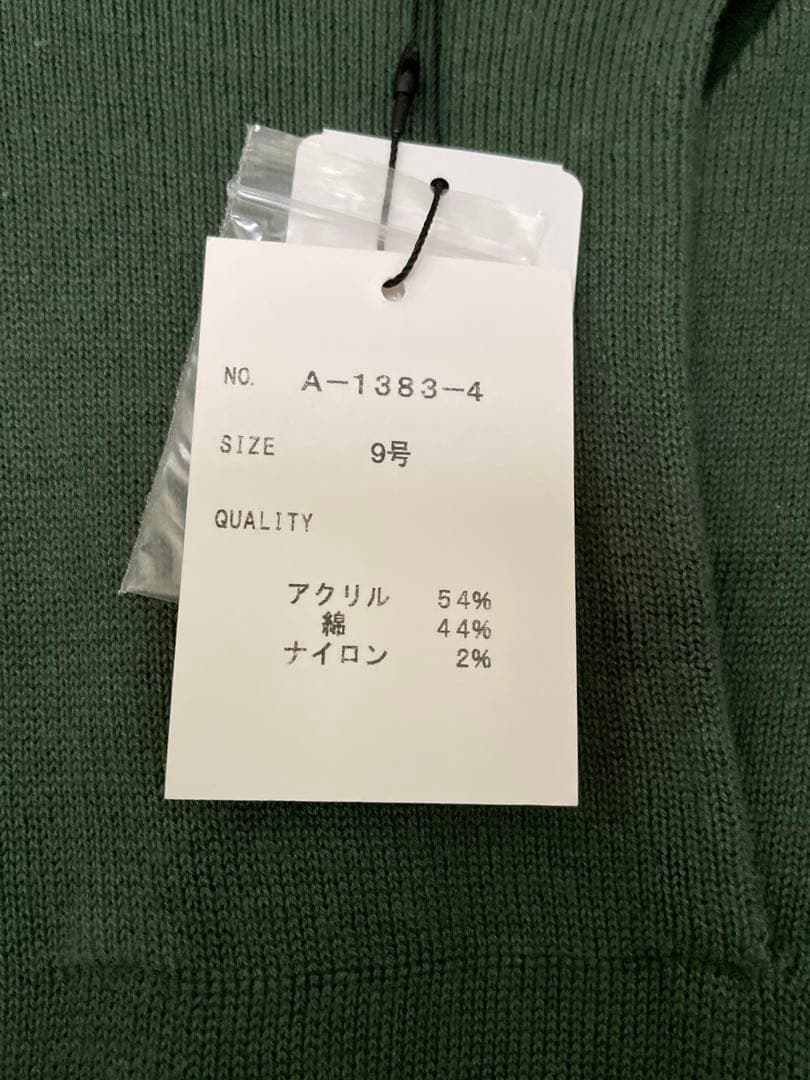 NO. A-1383-4
SIZE 9号
QUALITY
アクリル 54%
綿 44%
ナイロン 2%